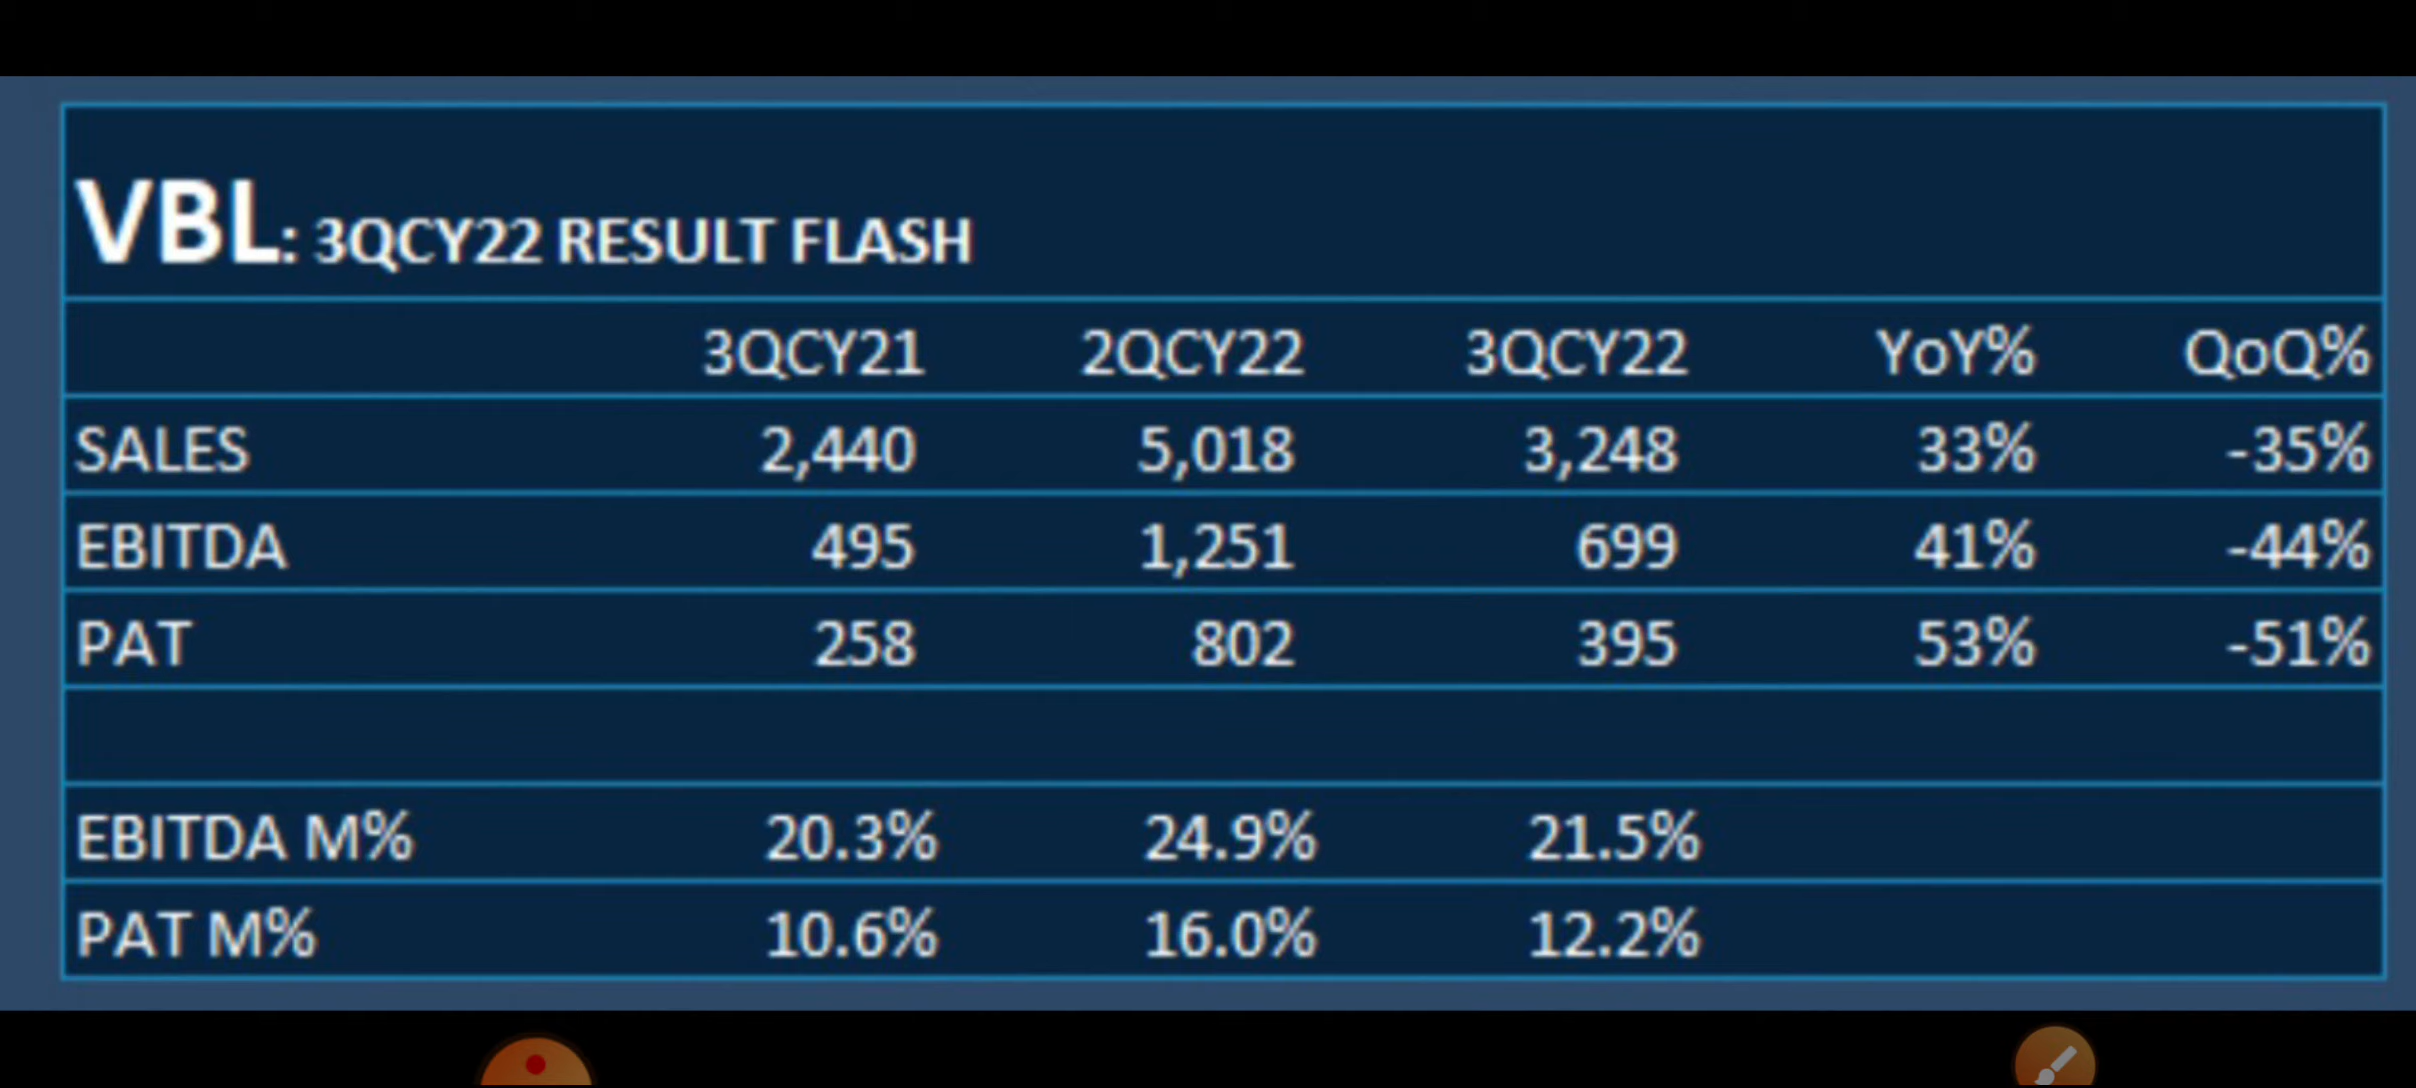 VBL: 3QCY22 RESULT FLASH
3QCY21 2QCY22 3QCY22 YoY% QoQ%
SALES 2,440 5,018 3,248 33% -35%
EBITDA 495 1,251 699 41% -44%
PAT 258 802 395 53% -51%
EBITDA M% 20.3% 24.9% 21.5%
PAT M% 10.6% 16.0% 12.2%